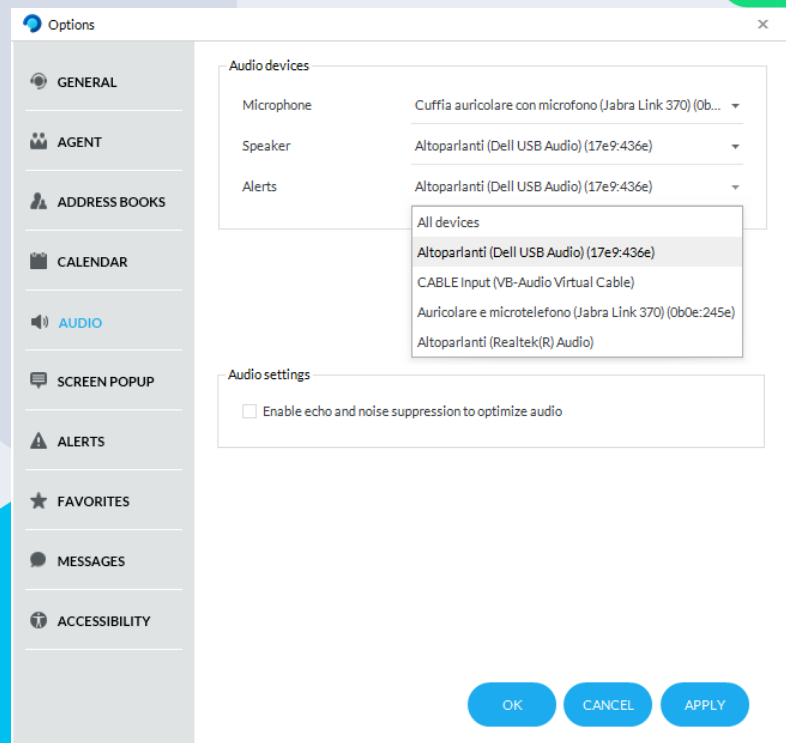 Options
GENERAL
AGENT
ADDRESS BOOKS
CALENDAR
AUDIO
SCREEN POPUP
ALERTS
FAVORITES
MESSAGES
ACCESSIBILITY
Audio devices
Microphone Cuffia auricolare con microfono (Jabra Link 370) (0b...
Speaker Altoparlanti (Dell USB Audio) (17e9:436e)
Alerts Altoparlanti (Dell USB Audio) (17e9:436e)
All devices
Altoparlanti (Dell USB Audio) (17e9:436e)
CABLE Input (VB-Audio Virtual Cable)
Auricolare e microtelefono (Jabra Link 370) (0b0e:245e)
Altoparlanti (Realtek(R) Audio)
Audio settings
Enable echo and noise suppression to optimize audio
OK CANCEL APPLY